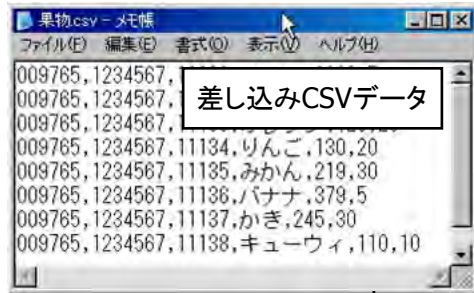 果物.csv - メモ帳
ファイル(F) 編集(E) 書式(O) 表示(V) ヘルプ(H)
差し込みCSVデータ
009765,1234567,
009765,1234567,
009765,1234567,
009765,1234567,11134,りんご,130,20
009765,1234567,11135,みかん,219,30
009765,1234567,11136,バナナ,379,5
009765,1234567,11137,かき,245,30
009765,1234567,11138,キューウィ,110,10